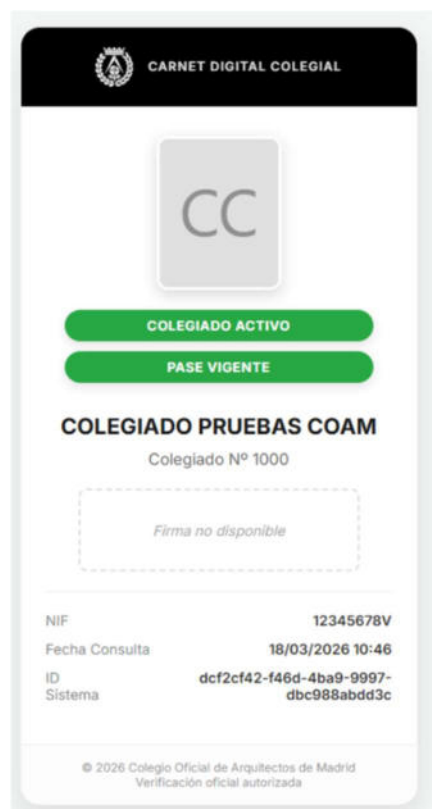 CARNET DIGITAL COLEGIAL
CC
COLEGIADO ACTIVO
PASE VIGENTE
COLEGIADO PRUEBAS COAM
Colegiado Nº 1000
Firma no disponible
NIF 12345678V
Fecha Consulta 18/03/2026 10:46
ID dcf2cf42-f46d-4ba9-9997-
Sistema dbc988abdd3c
© 2026 Colegio Oficial de Arquitectos de Madrid
Verificación oficial autorizada